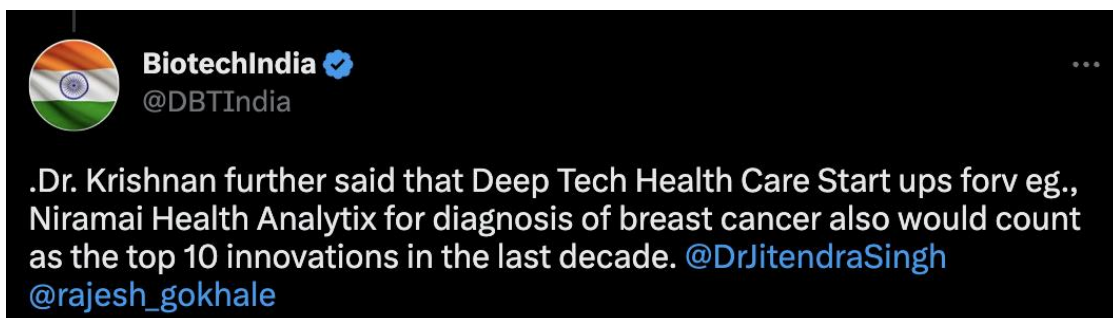 BiotechIndia
@DBTIndia
.Dr. Krishnan further said that Deep Tech Health Care Start ups forv eg.,
Niramai Health Analytix for diagnosis of breast cancer also would count
as the top 10 innovations in the last decade. @DrJitendraSingh
@rajesh_gokhale